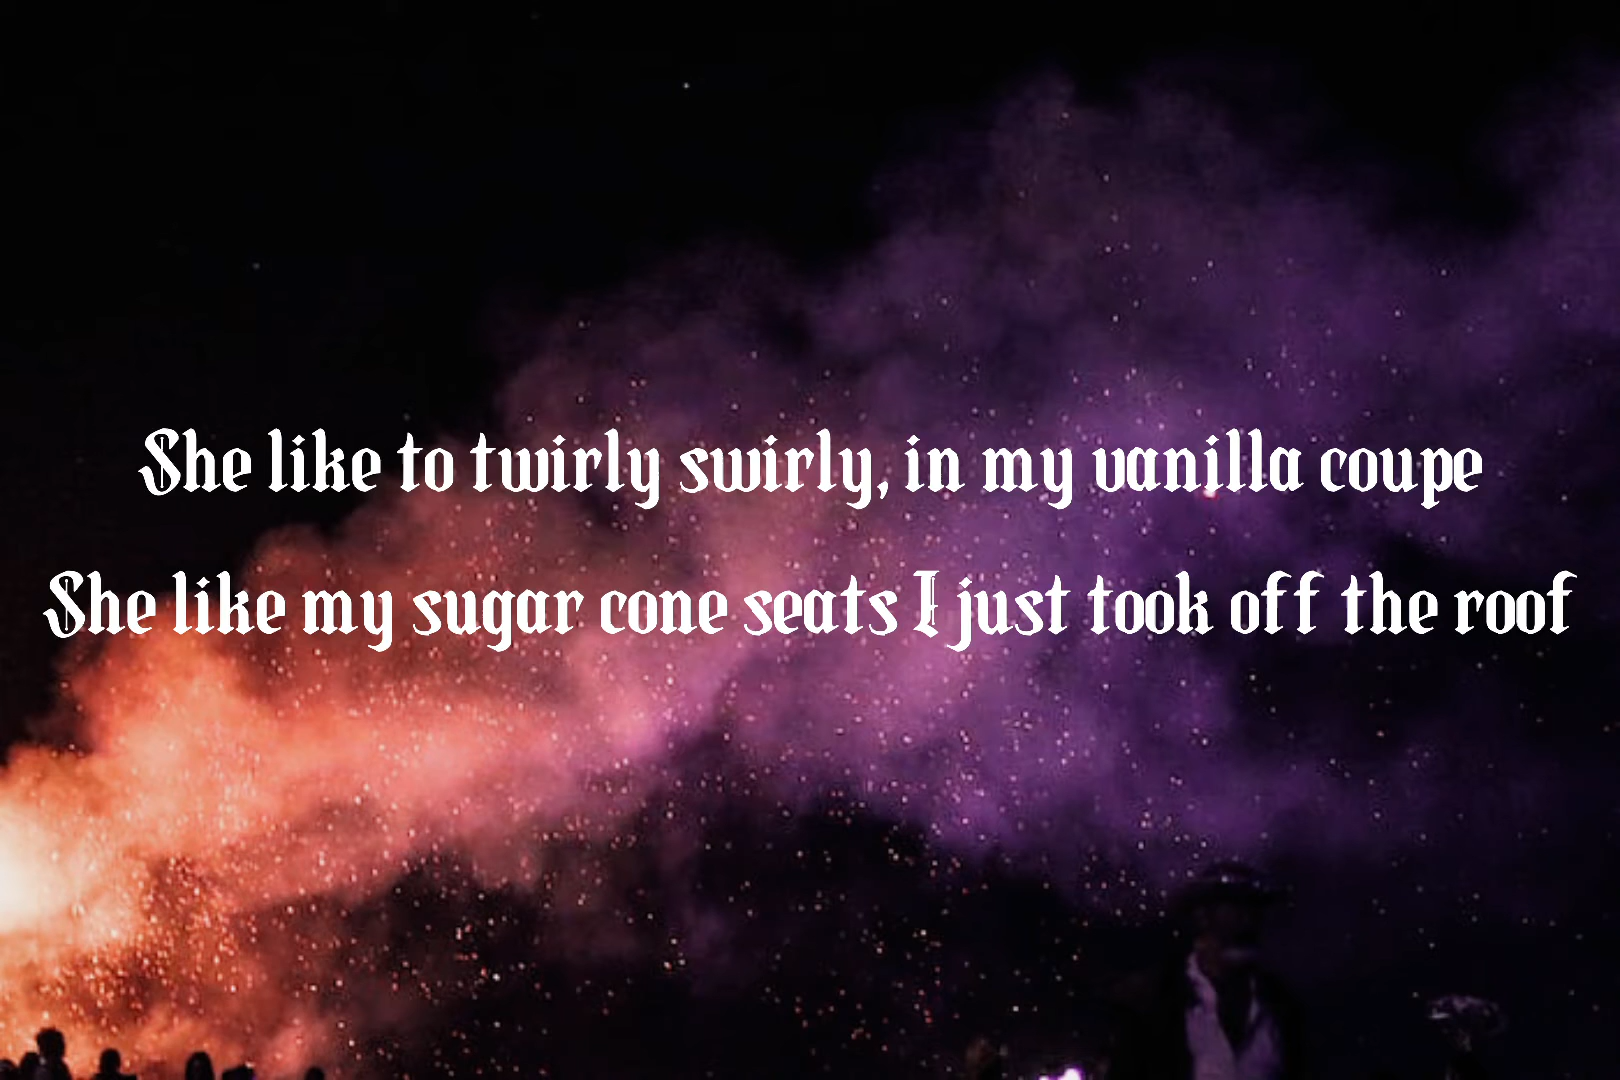 She like to twirly swirly, in my vanilla coupe
She like my sugar cone seats I just took off the roof